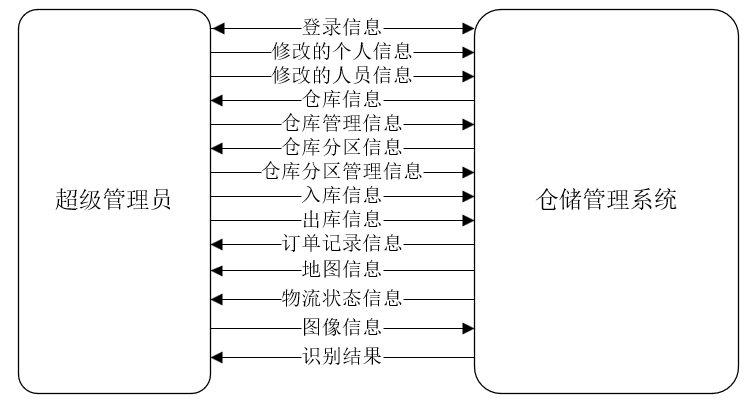 登录信息
修改的个人信息
修改的人员信息
仓库信息
仓库管理信息
仓库分区信息
仓库分区管理信息
超级管理员
入库信息
仓储管理系统
出库信息
订单记录信息
地图信息
物流状态信息
图像信息
识别结果